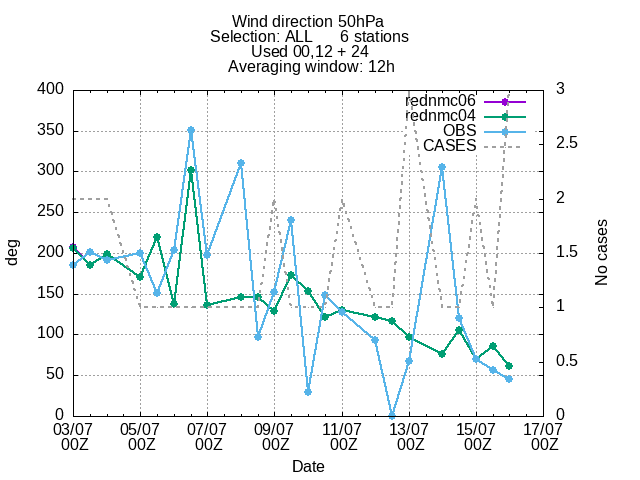 Wind direction 50hPa
Selection: ALL 6 stations
Used 00,12 + 24
Averaging window: 12h
rednmc06
rednmc04
OBS
CASES
400
350
300
250
200
150
100
50
0
deg
3
2.5
2
1.5
1
0.5
0
No cases
03/07 05/07 07/07 09/07 11/07 13/07 15/07 17/07
00Z 00Z 00Z 00Z 00Z 00Z 00Z 00Z
Date